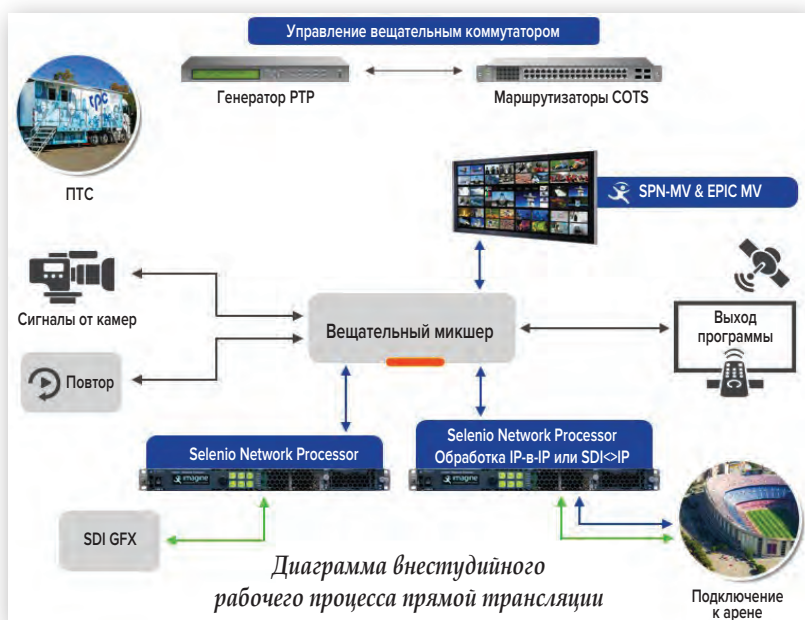 Управление вещательным коммутатором
Генератор PTP
Маршрутизаторы COTS
rpc
ПТС
SPN-MV & EPIC MV
Сигналы от камер
Вещательный микшер
Выход
программы
Повтор
Selenio Network Processor
Selenio Network Processor
Обработка IP-в-IP или SDI<>IP
imagine
imagine
SDI GFX
Диаграмма внестудийного
рабочего процесса прямой трансляции
Подключение
к арене